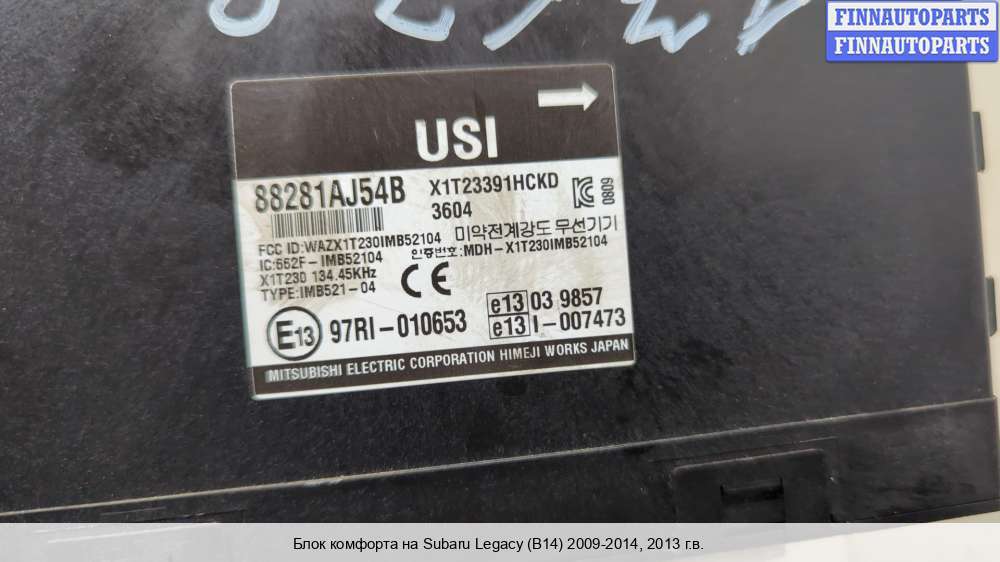 FINNAUTOPARTS
FINNAUTOPARTS
USI
88281AJ54B X1T23391HCKD
3604
0809
FCC ID:WAZX1T230IMB52104 미약전계강도 무선기기
IC:662F-IMB52104 인증번호:MDH-X1T230IMB52104
X1T230 134.45KHz
TYPE:IMB521-04
CE
E13 97RI-010653
e13 03 9857
e13 I-007473
MITSUBISHI ELECTRIC CORPORATION HIMEJI WORKS JAPAN
Блок комфорта на Subaru Legacy (B14) 2009-2014, 2013 г.в.